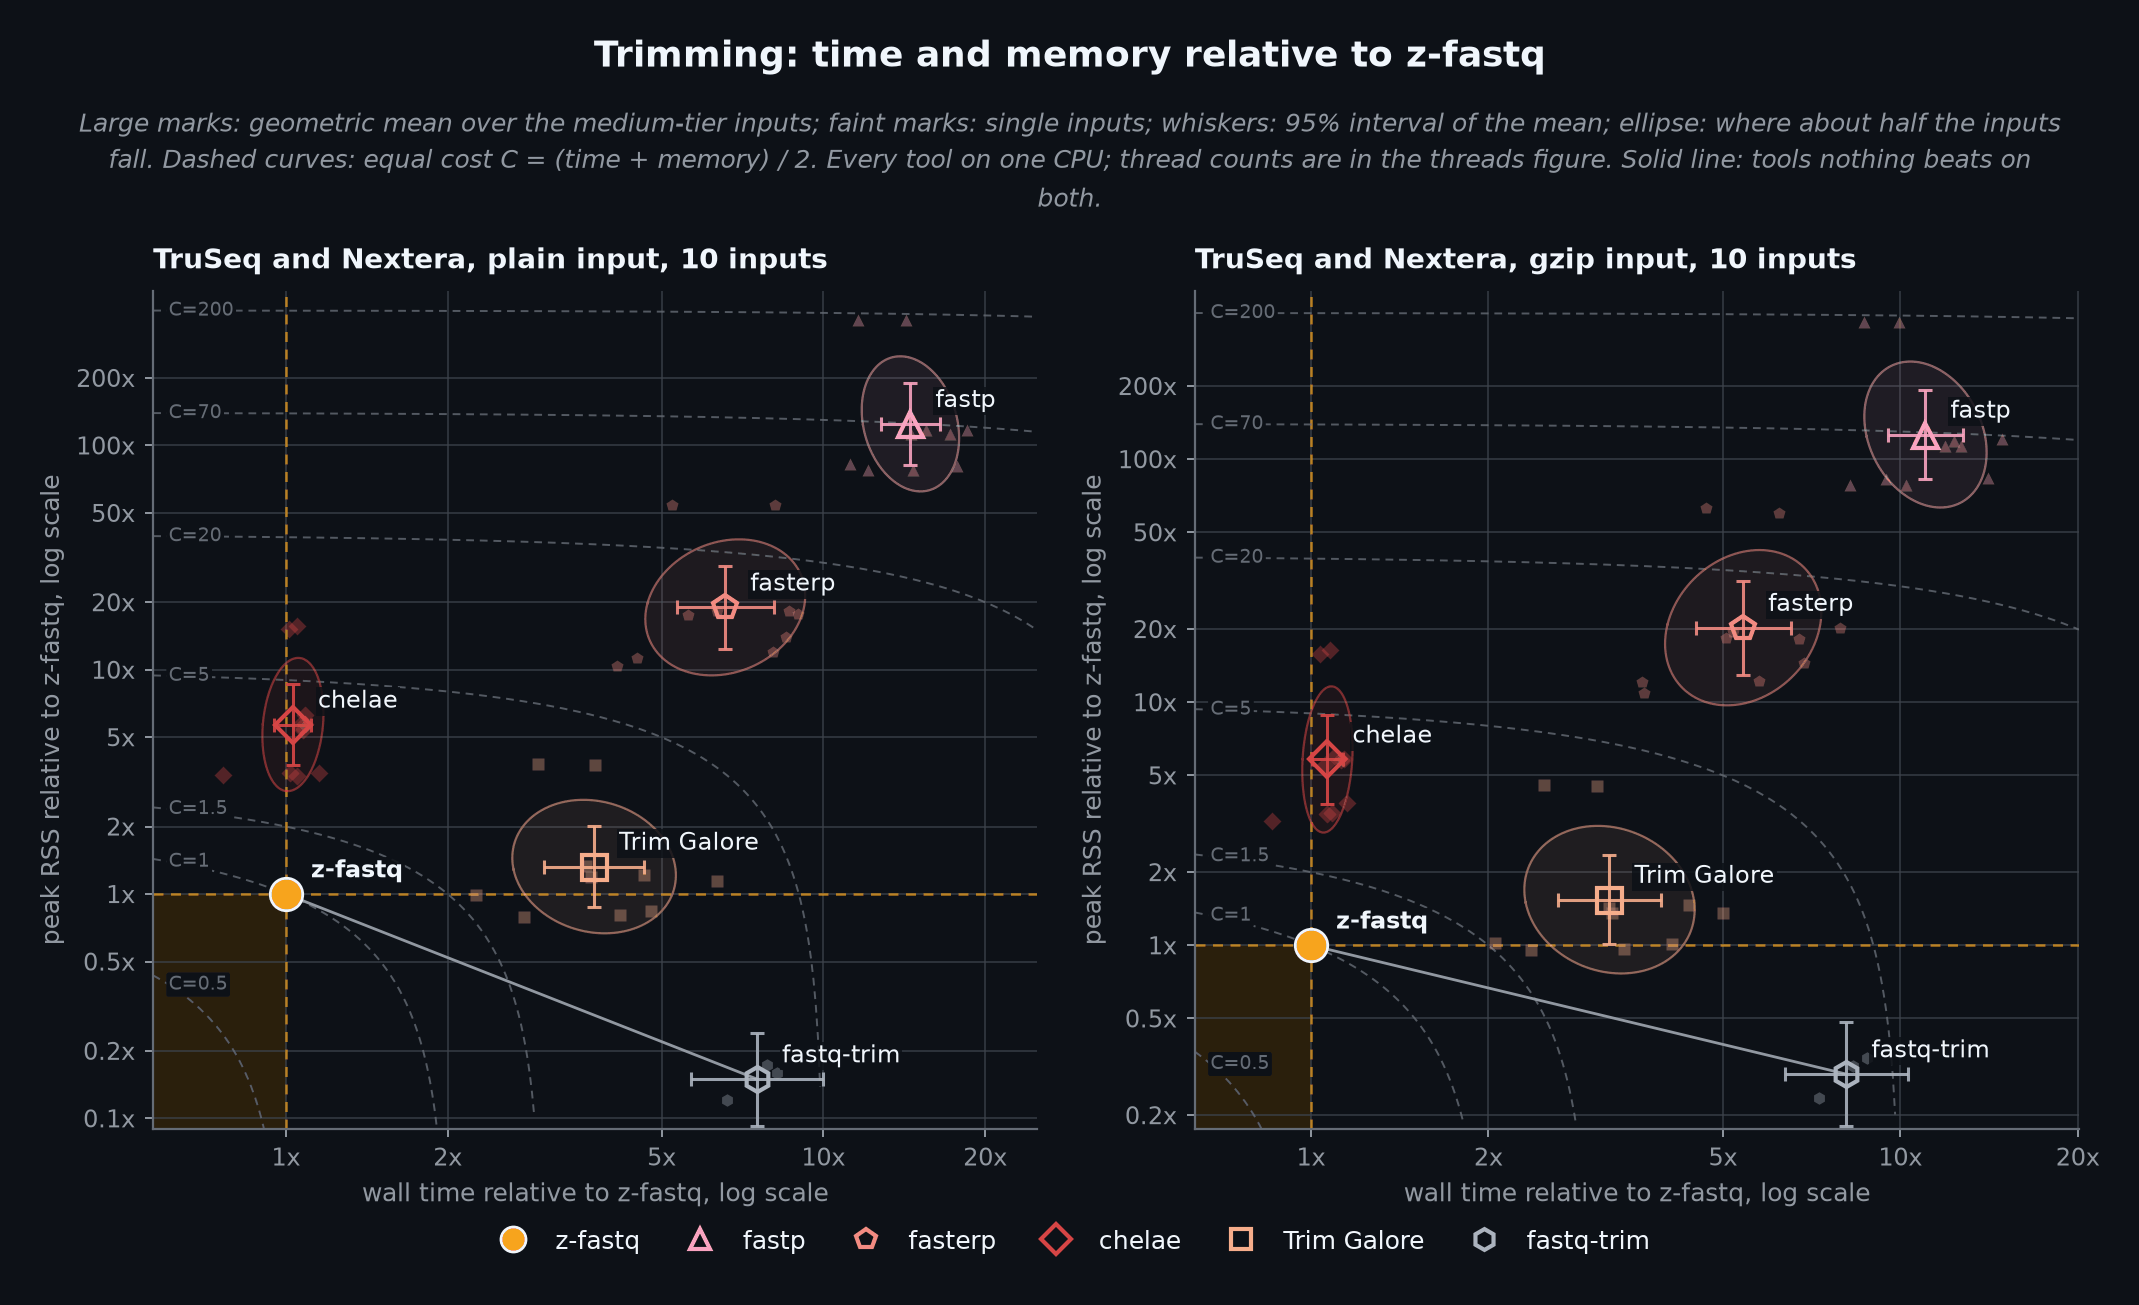 Trimming: time and memory relative to z-fastq
Large marks: geometric mean over the medium-tier inputs; faint marks: single inputs; whiskers: 95% interval of the mean; ellipse: where about half the inputs
fall. Dashed curves: equal cost C = (time + memory) / 2. Every tool on one CPU; thread counts are in the threads figure. Solid line: tools nothing beats on
both.
TruSeq and Nextera, plain input, 10 inputs
peak RSS relative to z-fastq, log scale
200x
100x
50x
20x
10x
5x
2x
1x
0.5x
0.2x
0.1x
C=200
C=70
C=20
C=5
C=1.5
C=1
C=0.5
fastp
fasterp
chelae
Trim Galore
z-fastq
fastq-trim
1x
2x
5x
10x
20x
wall time relative to z-fastq, log scale
TruSeq and Nextera, gzip input, 10 inputs
peak RSS relative to z-fastq, log scale
200x
100x
50x
20x
10x
5x
2x
1x
0.5x
0.2x
C=200
C=70
C=20
C=5
C=1.5
C=1
C=0.5
fastp
fasterp
chelae
Trim Galore
z-fastq
fastq-trim
1x
2x
5x
10x
20x
wall time relative to z-fastq, log scale
z-fastq
fastp
fasterp
chelae
Trim Galore
fastq-trim